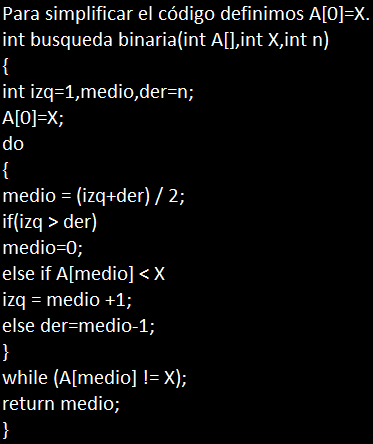 Para simplificar el código definimos A[0]=X.
int busqueda binaria(int A[],int X,int n)
{
int izq=1,medio,der=n;
A[0]=X;
do
{
medio = (izq+der) / 2;
if(izq > der)
medio=0;
else if A[medio] < X
izq = medio +1;
else der=medio-1;
}
while (A[medio] != X);
return medio;
}